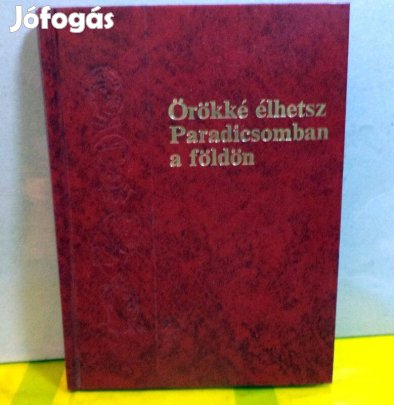 Jófogás
Örökké élhetsz
Paradicsomban
a földön